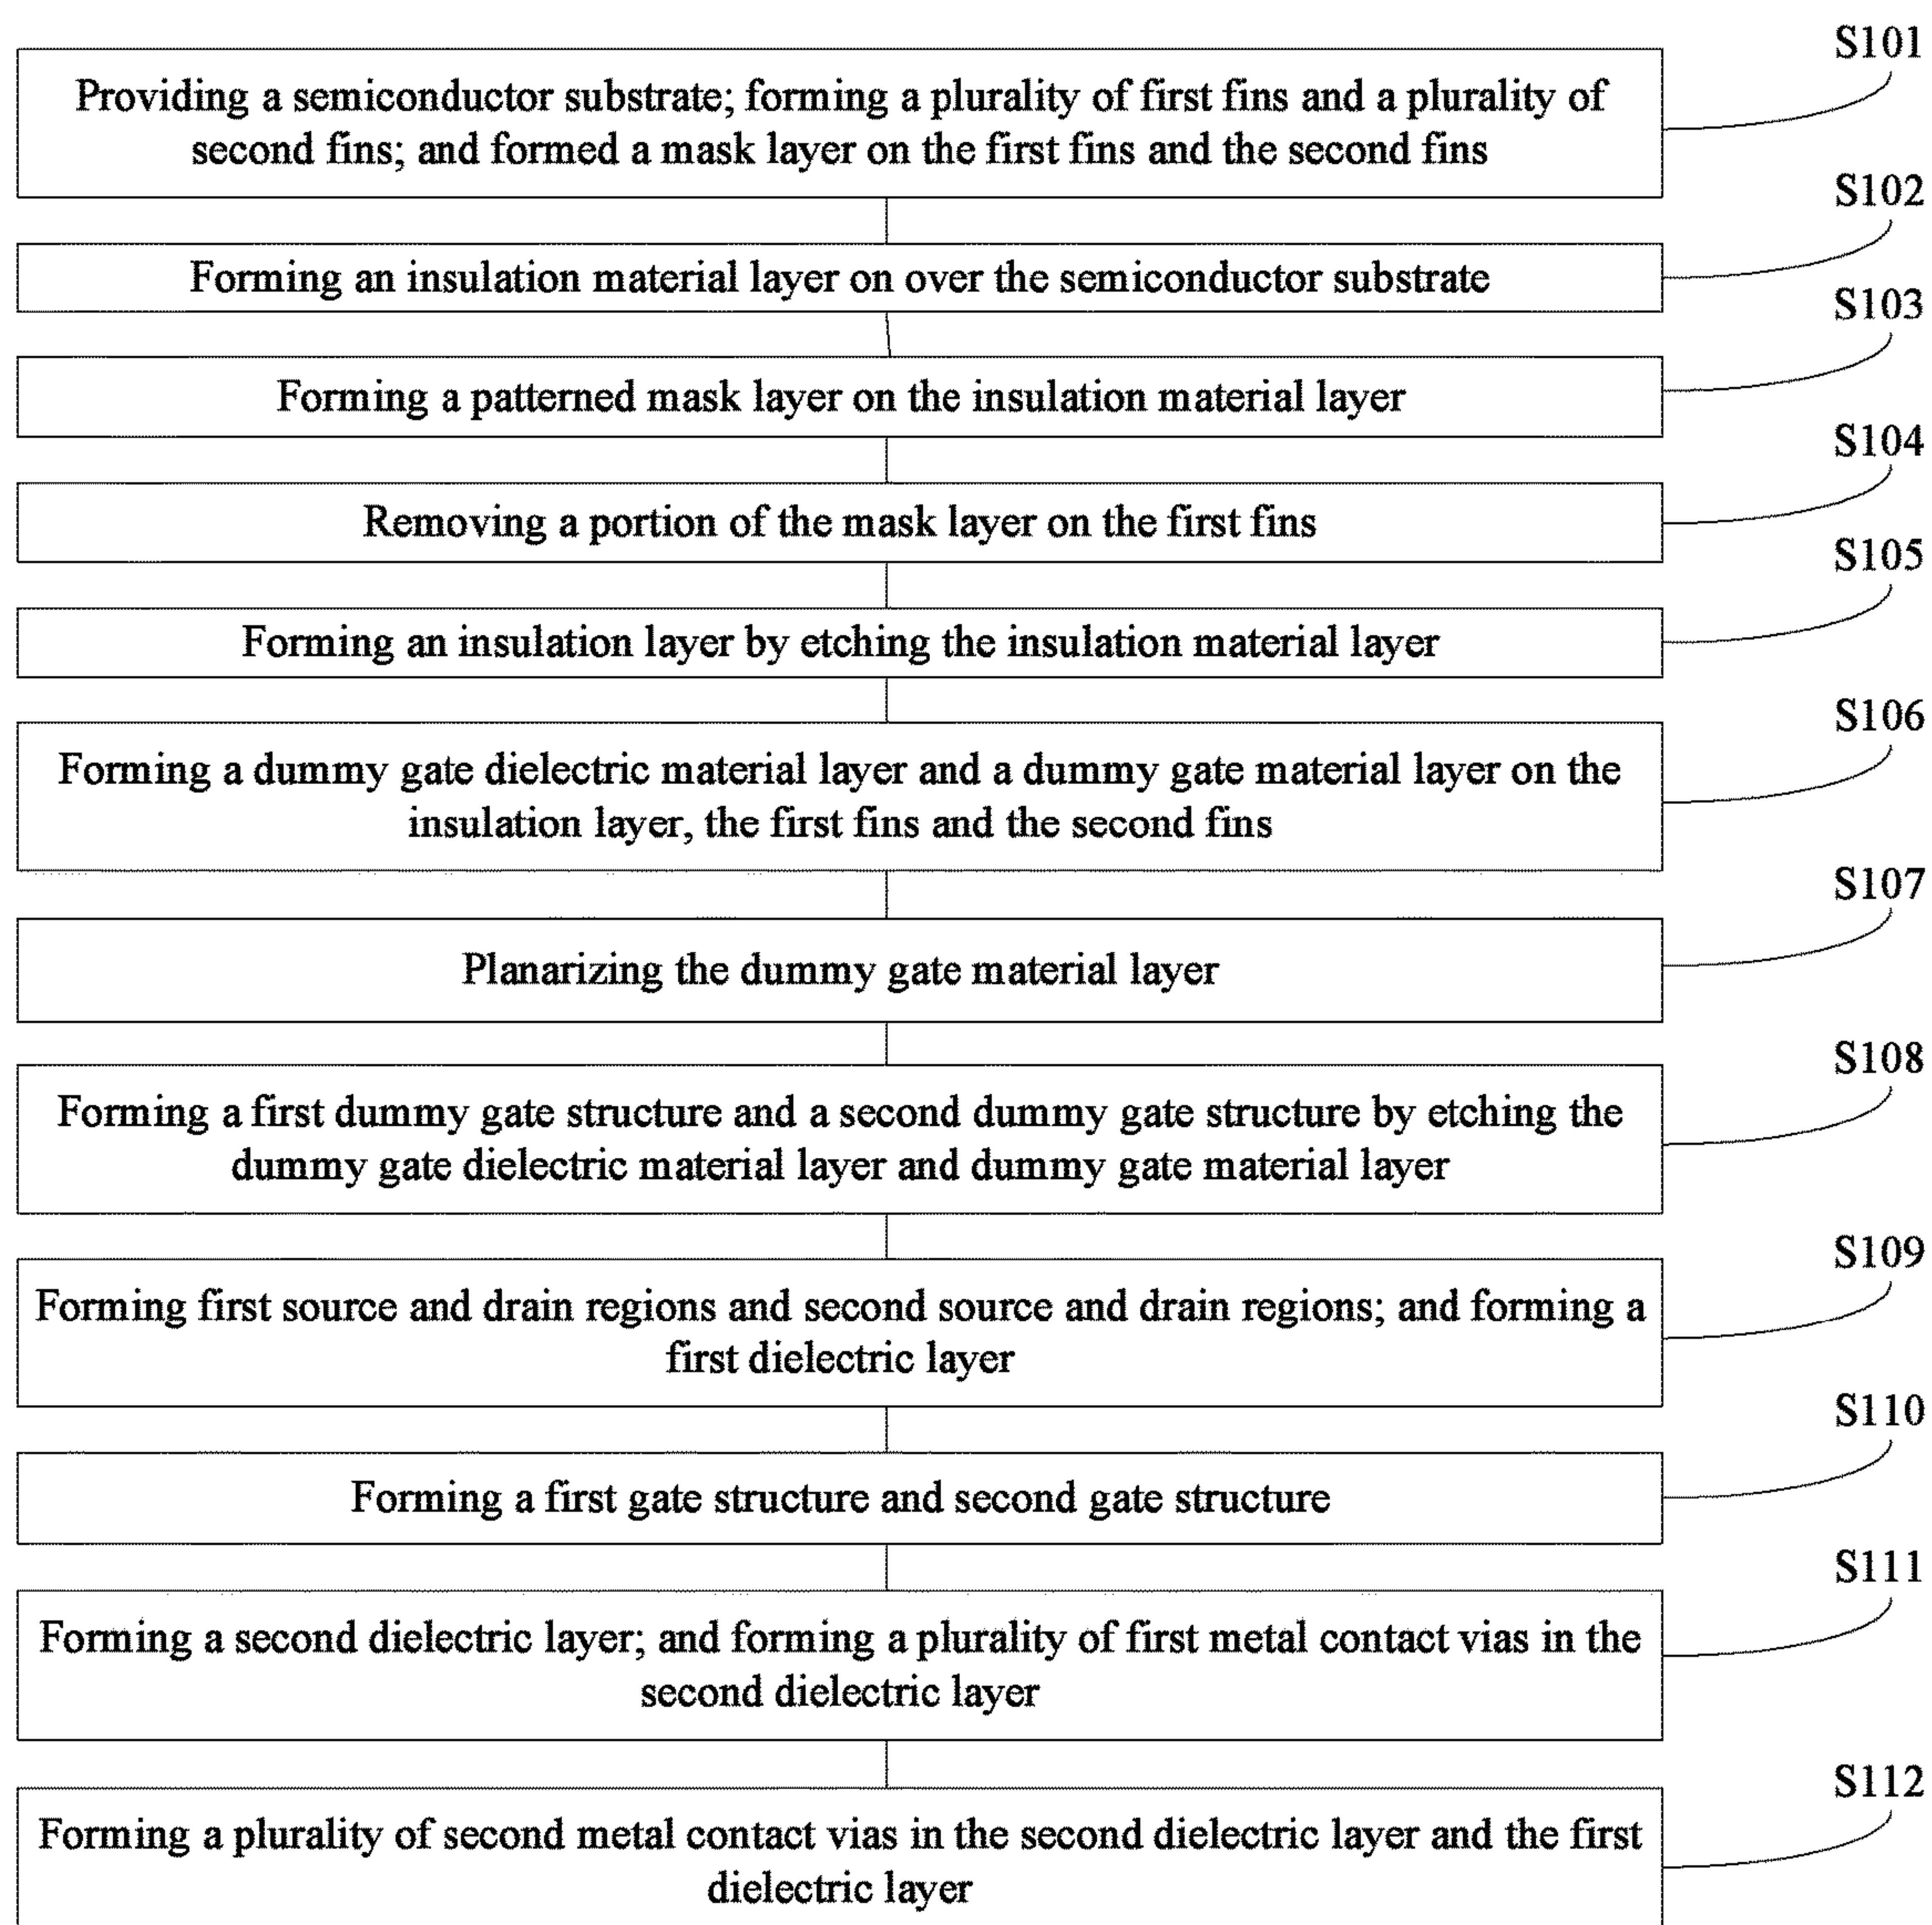 S101
Providing a semiconductor substrate; forming a plurality of first fins and a plurality of
second fins; and formed a mask layer on the first fins and the second fins
S102
Forming an insulation material layer on over the semiconductor substrate
S103
Forming a patterned mask layer on the insulation material layer
S104
Removing a portion of the mask layer on the first fins
S105
Forming an insulation layer by etching the insulation material layer
S106
Forming a dummy gate dielectric material layer and a dummy gate material layer on the
insulation layer, the first fins and the second fins
S107
Planarizing the dummy gate material layer
S108
Forming a first dummy gate structure and a second dummy gate structure by etching the
dummy gate dielectric material layer and dummy gate material layer
S109
Forming first source and drain regions and second source and drain regions; and forming a
first dielectric layer
S110
Forming a first gate structure and second gate structure
S111
Forming a second dielectric layer; and forming a plurality of first metal contact vias in the
second dielectric layer
S112
Forming a plurality of second metal contact vias in the second dielectric layer and the first
dielectric layer